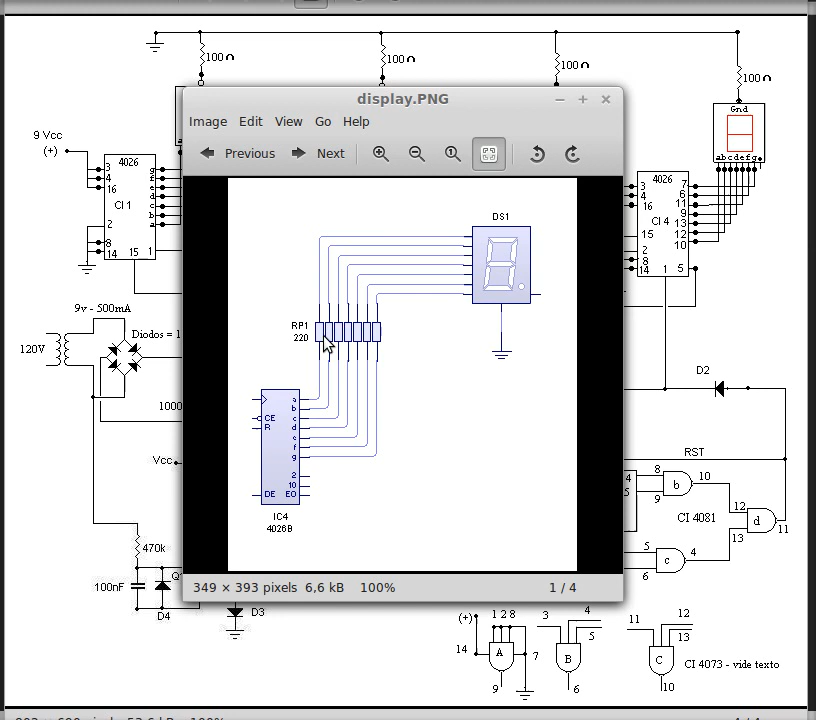 100Ω
100Ω
100Ω
100Ω
display.PNG
Image Edit View Go Help
Previous Next
9 Vcc
(+)
3
4
16
2
8
14
4026
CI 1
15 1
g
f
e
d
c
b
a
Gnd
abcdefg
3
4
16
15
2
8
14
4026
CI 4
7
6
11
9
13
12
10
1 5
9v - 500mA
120V
Diodos = 1
1000
Vcc
470k
100nF
D4
D3
DS1
RP1
220
CE
R
DE
a
b
c
d
e
f
g
2
10
EO
IC4
4026B
349 × 393 pixels 6,6 kB 100% 1 / 4
D2
RST
4
5
8
9
b
10
CI 4081
12
13
d
11
5
6
c
4
(+)
1 2 8
14
A
7
9
3
4
5
B
6
11
12
13
C
10
CI 4073 - vide texto